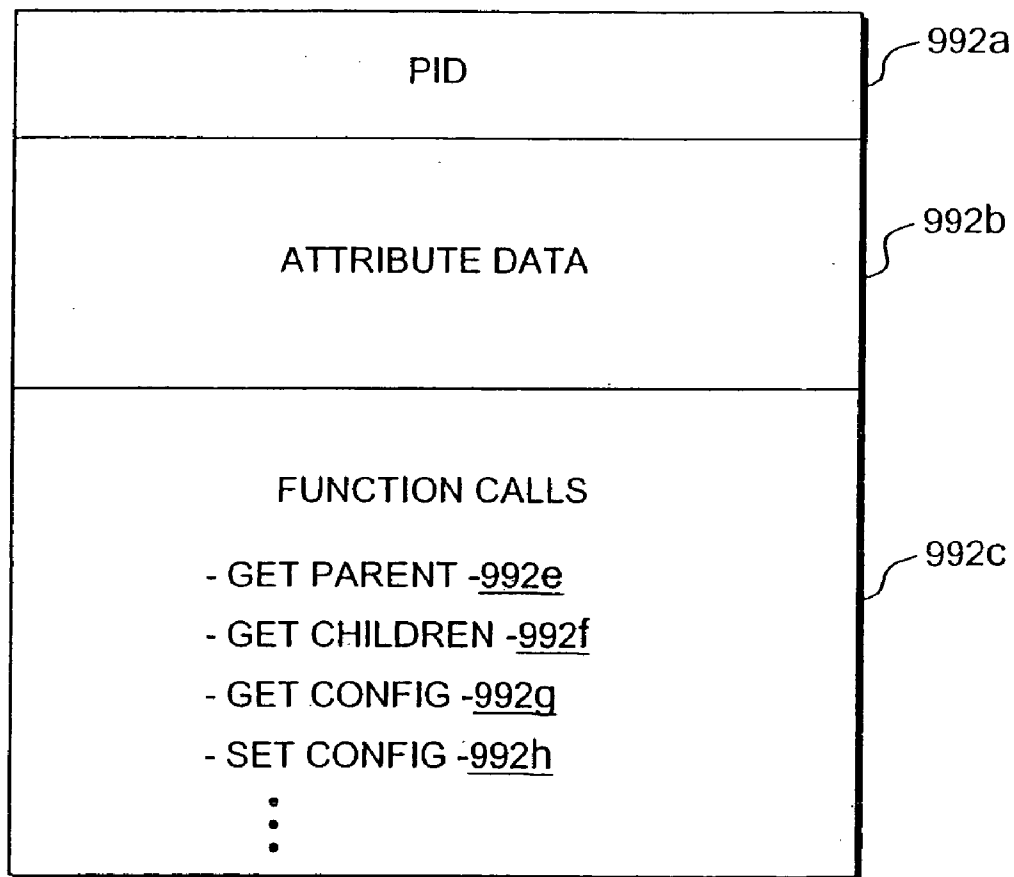 PID
992a
ATTRIBUTE DATA
992b
FUNCTION CALLS
992c
- GET PARENT -992e
- GET CHILDREN -992f
- GET CONFIG -992g
- SET CONFIG -992h